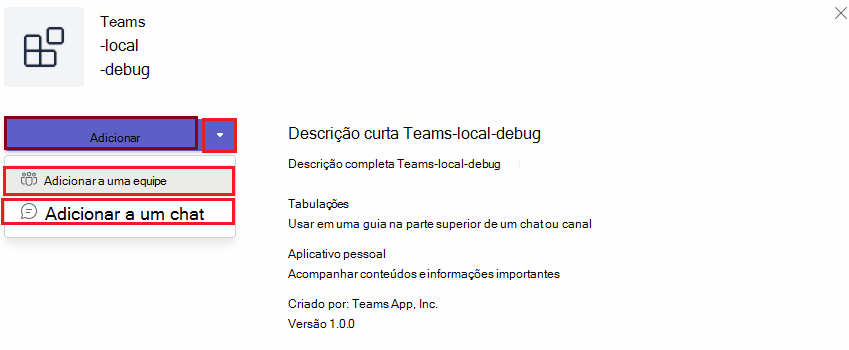 Teams
-local
-debug
Adicionar
Adicionar a uma equipe
Adicionar a um chat
Descrição curta Teams-local-debug
Descrição completa Teams-local-debug
Tabulações
Usar em uma guia na parte superior de um chat ou canal
Aplicativo pessoal
Acompanhar conteúdos e informações importantes
Criado por: Teams App, Inc.
Versão 1.0.0